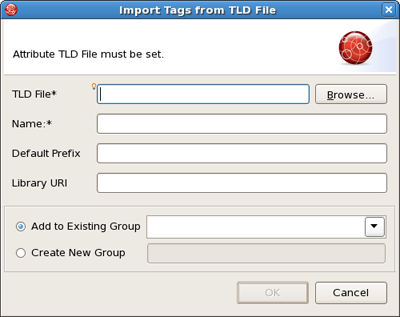 Import Tags from TLD File
Attribute TLD File must be set.
TLD File*
Browse...
Name:*
Default Prefix
Library URI
Add to Existing Group
Create New Group
OK
Cancel